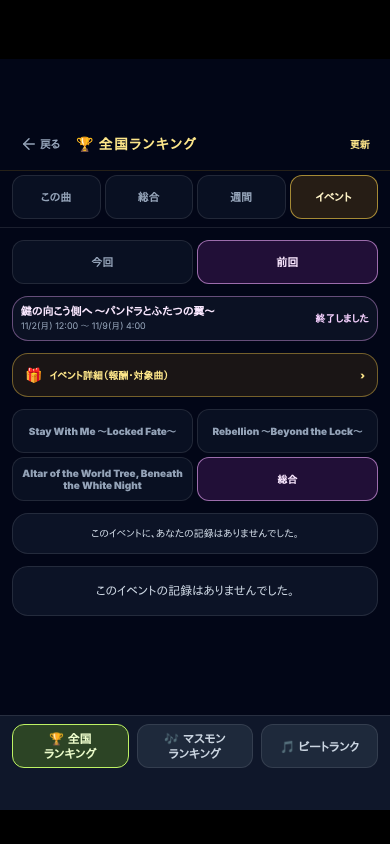 ← 戻る 🏆 全国ランキング 更新
この曲 総合 週間 イベント
今回 前回
鍵の向こう側へ 〜パンドラとふたつの翼〜
11/2(月) 12:00 〜 11/9(月) 4:00
終了しました
🎁 イベント詳細（報酬・対象曲） ›
Stay With Me 〜Locked Fate〜
Rebellion 〜Beyond the Lock〜
Altar of the World Tree, Beneath
the White Night
総合
このイベントに、あなたの記録はありませんでした。
このイベントの記録はありませんでした。
🏆 全国
ランキング
🎶 マスモン
ランキング
🎵 ビートランク